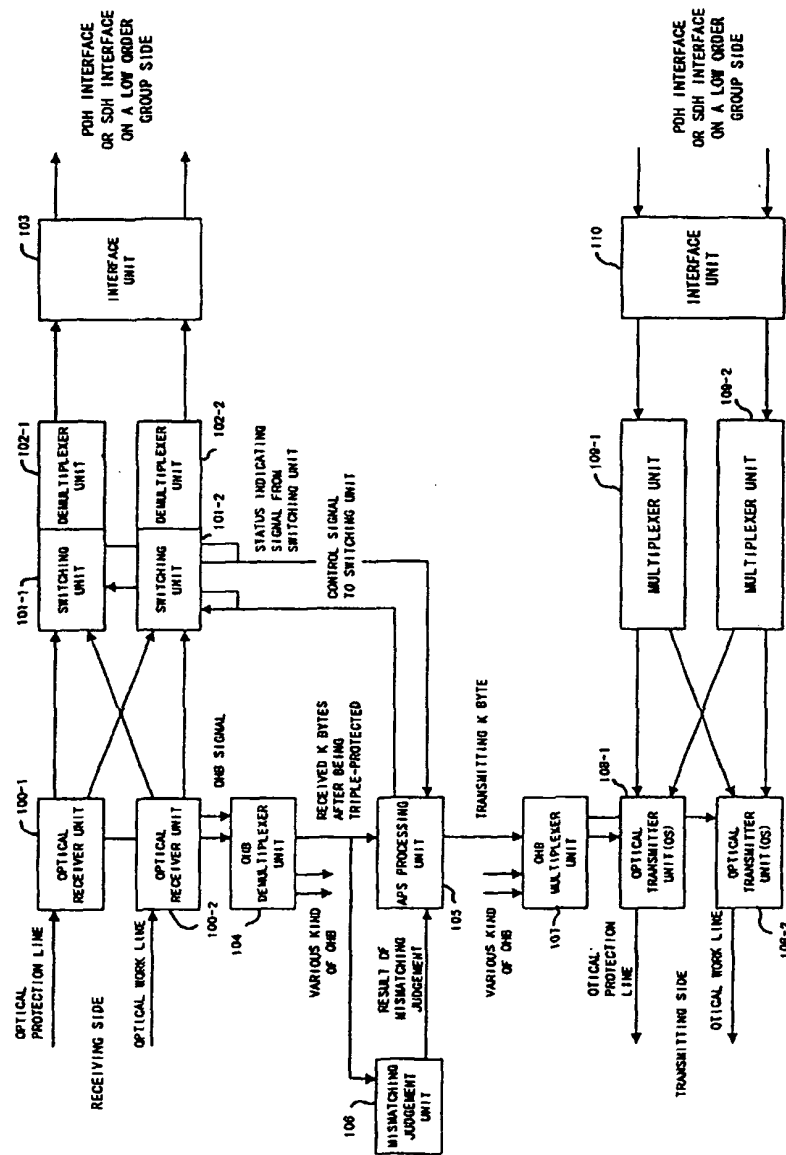 OPTICAL
PROTECTION LINE
RECEIVING SIDE
OPTICAL WORK LINE
100-1
OPTICAL
RECEIVER UNIT
OPTICAL
RECEIVER UNIT
100-2
101-1
SWITCHING
UNIT
102-1
DEMULTIPLEXER
UNIT
SWITCHING
UNIT
101-2
DEMULTIPLEXER
UNIT
102-2
103
INTERFACE
UNIT
PDH INTERFACE
OR SDH INTERFACE
ON A LOW ORDER
GROUP SIDE
OHB SIGNAL
OHB
DEMULTIPLEXER
UNIT
104
VARIOUS KIND
OF OHB
RECEIVED K BYTES
AFTER BEING
TRIPLE-PROTECTED
STATUS INDICATING
SIGNAL FROM
SWITCHING UNIT
CONTROL SIGNAL
TO SWITCHING UNIT
106
MISMATCHING
JUDGEMENT
UNIT
RESULT OF
MISMATCHING
JUDGEMENT
APS PROCESSING
UNIT
105
TRANSMITTING K BYTE
VARIOUS KIND
OF OHB
OHB
MULTIPLEXER
UNIT
107
OTICAL
PROTECTION
LINE
TRANSMITTING SIDE
OTICAL WORK LINE
108-1
OPTICAL
TRANSMITTER
UNIT(OS)
OPTICAL
TRANSMITTER
UNIT(OS)
108-2
109-1
MULTIPLEXER UNIT
109-2
MULTIPLEXER UNIT
110
INTERFACE
UNIT
PDH INTERFACE
OR SDH INTERFACE
ON A LOW ORDER
GROUP SIDE